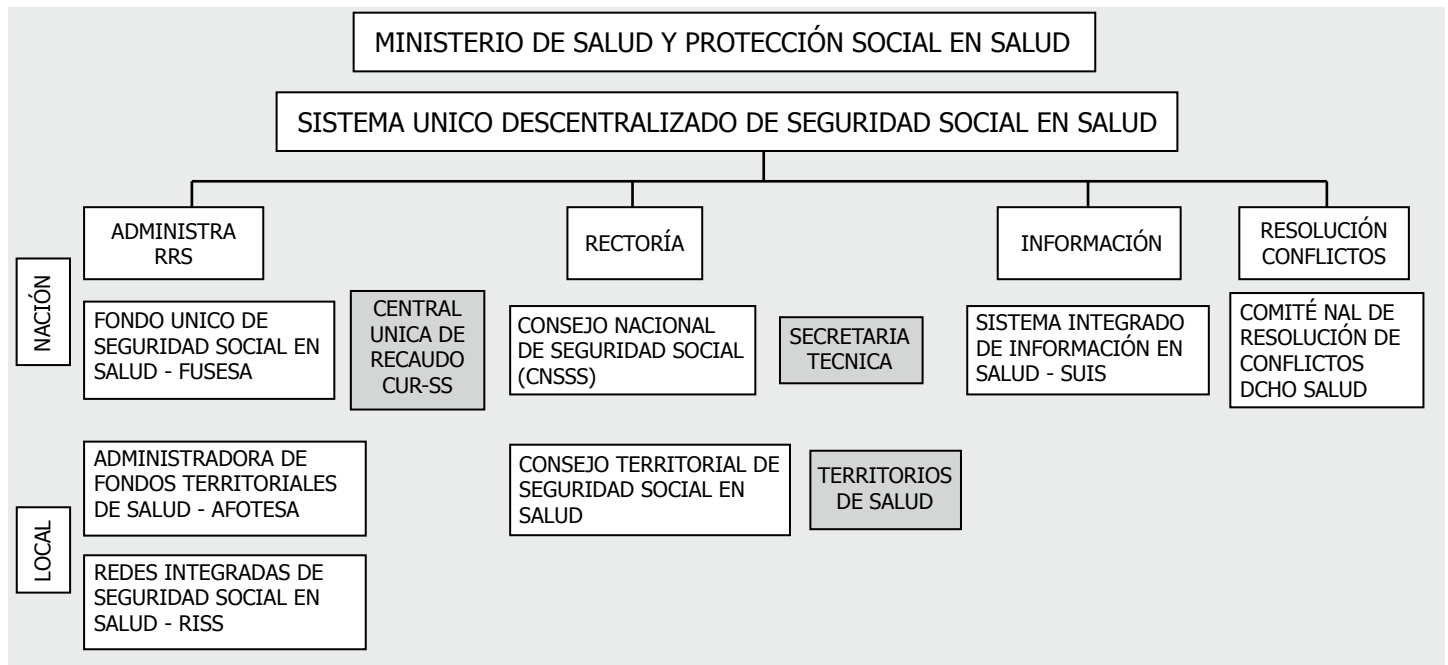 MINISTERIO DE SALUD Y PROTECCIÓN SOCIAL EN SALUD
SISTEMA UNICO DESCENTRALIZADO DE SEGURIDAD SOCIAL EN SALUD
ADMINISTRA
RRS
RECTORÍA
INFORMACIÓN
RESOLUCIÓN
CONFLICTOS
NACIÓN
FONDO UNICO DE
SEGURIDAD SOCIAL EN
SALUD - FUSESA
CENTRAL
UNICA DE
RECAUDO
CUR-SS
CONSEJO NACIONAL
DE SEGURIDAD SOCIAL
(CNSSS)
SECRETARIA
TECNICA
SISTEMA INTEGRADO
DE INFORMACIÓN EN
SALUD - SUIS
COMITÉ NAL DE
RESOLUCIÓN DE
CONFLICTOS
DCHO SALUD
LOCAL
ADMINISTRADORA DE
FONDOS TERRITORIALES
DE SALUD - AFOTESA
CONSEJO TERRITORIAL DE
SEGURIDAD SOCIAL EN
SALUD
TERRITORIOS
DE SALUD
REDES INTEGRADAS DE
SEGURIDAD SOCIAL EN
SALUD - RISS